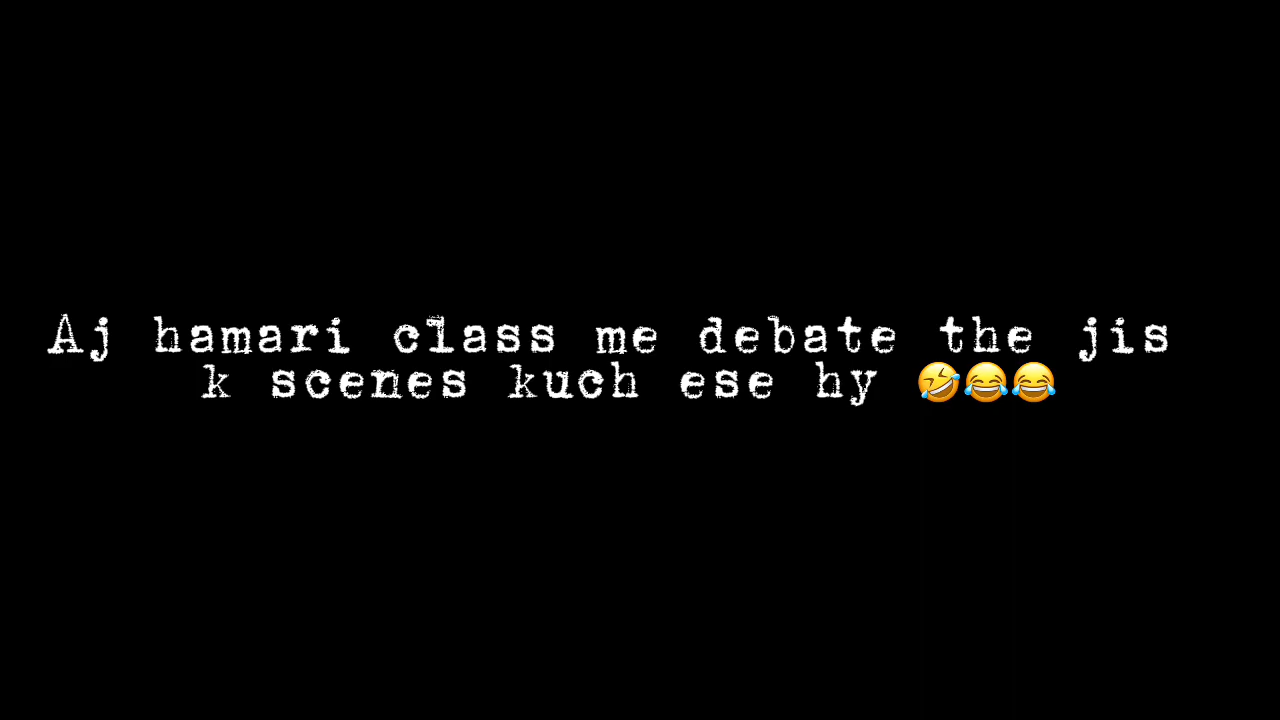 Aj hamari class me debate the jis
k scenes kuch ese hy 🤣😂😂